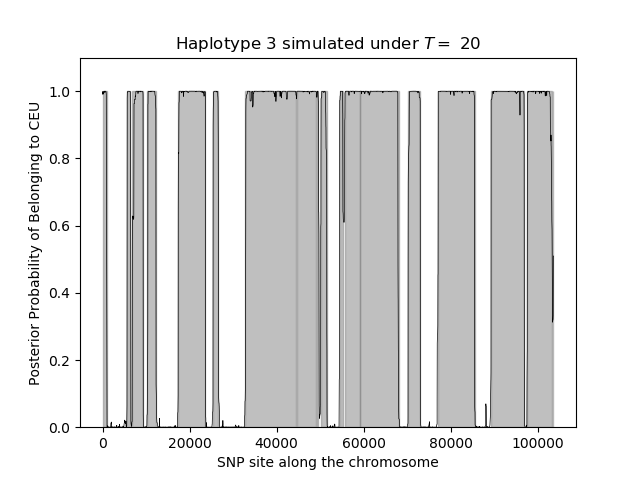 Haplotype 3 simulated under T = 20
Posterior Probability of Belonging to CEU
1.0
0.8
0.6
0.4
0.2
0.0
0 20000 40000 60000 80000 100000
SNP site along the chromosome